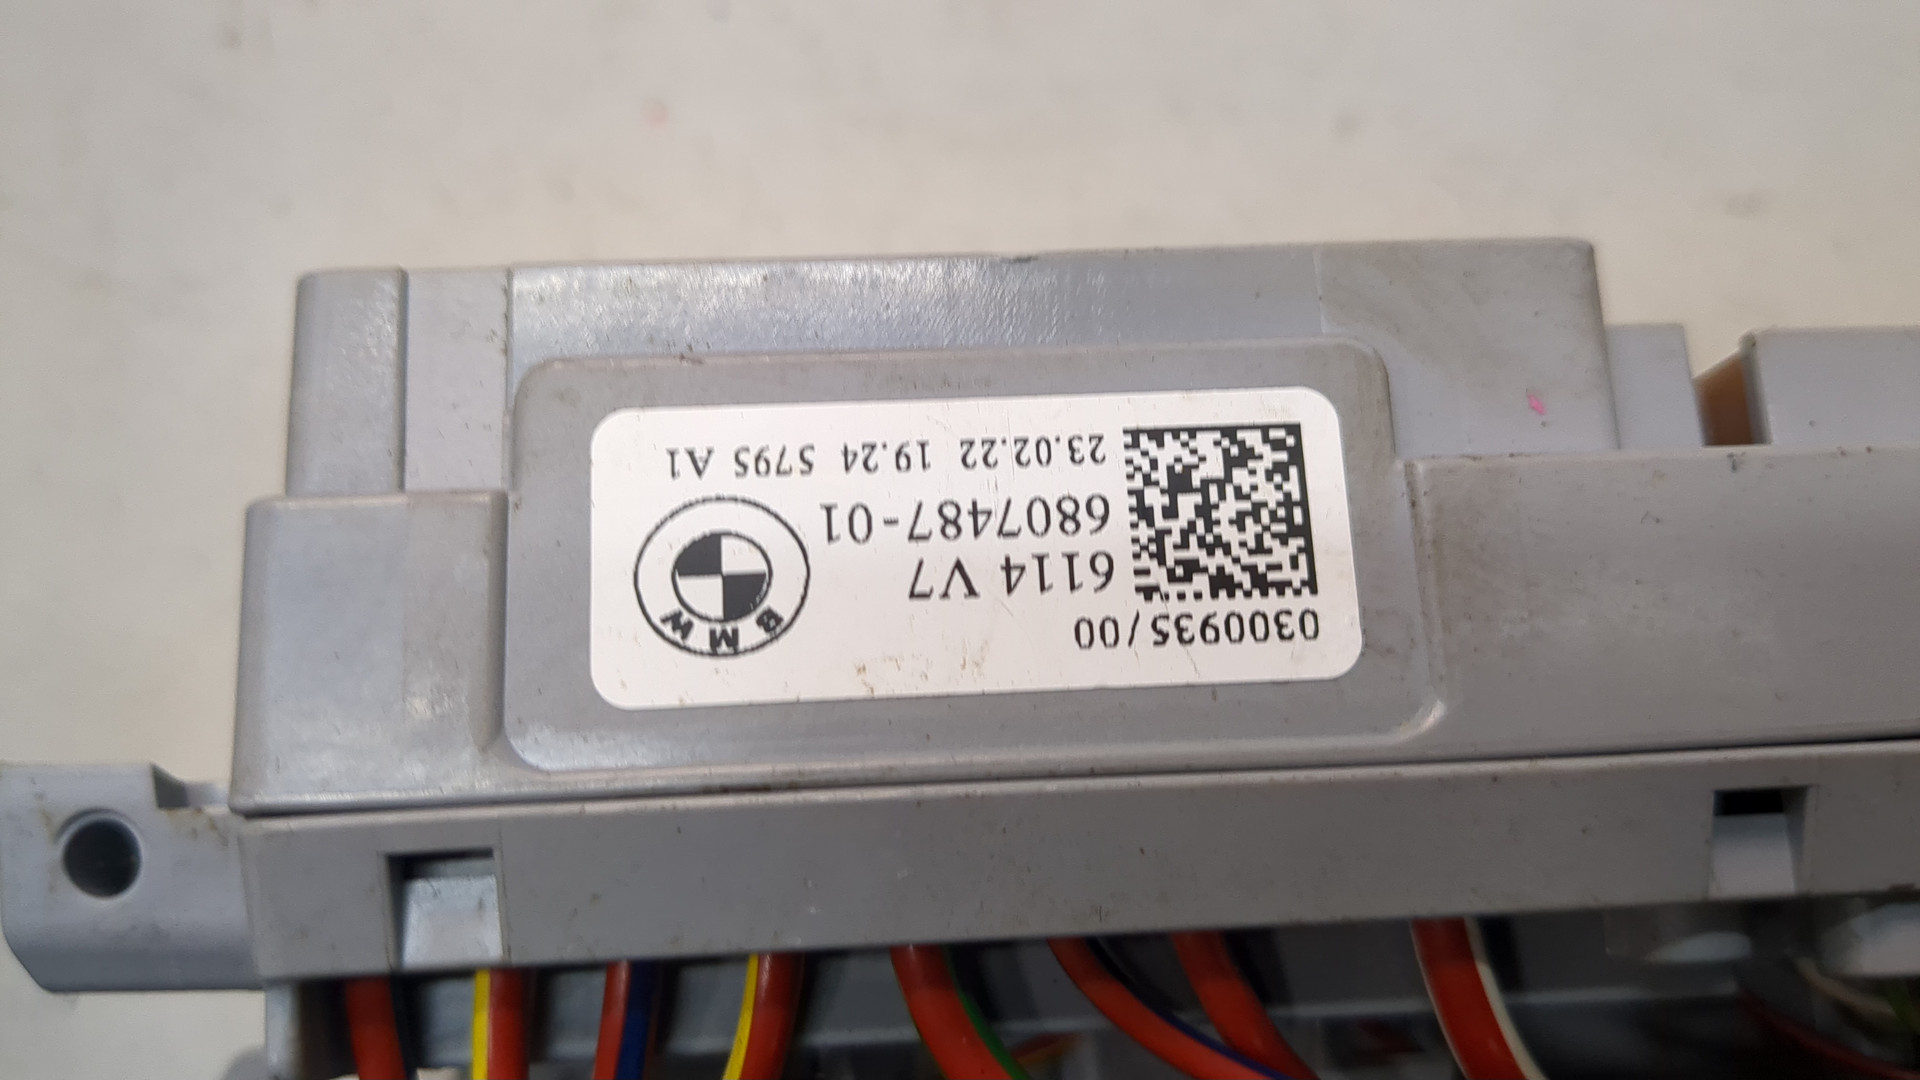 0300935/00
6114 V7
6807487-01
23.02.22 19.24 5795 A1
BMW